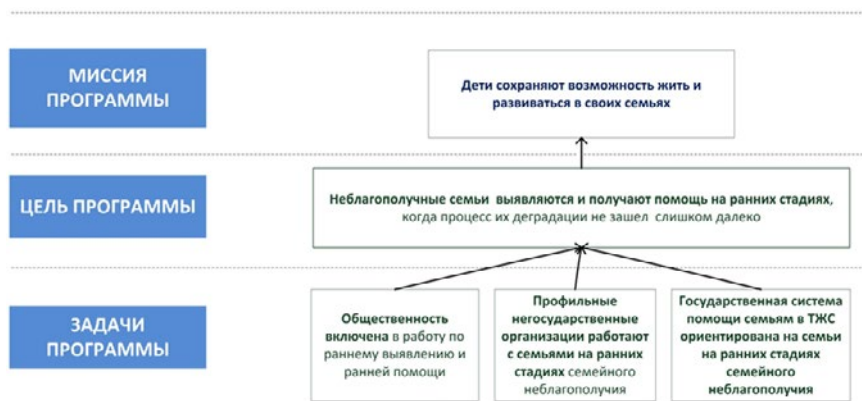 МИССИЯ
ПРОГРАММЫ
Дети сохраняют возможность жить и
развиваться в своих семьях
ЦЕЛЬ ПРОГРАММЫ
Неблагополучные семьи выявляются и получают помощь на ранних стадиях,
когда процесс их деградации не зашел слишком далеко
ЗАДАЧИ
ПРОГРАММЫ
Общественность
включена в работу по
раннему выявлению и
ранней помощи
Профильные
негосударственные
организации работают
с семьями на ранних
стадиях семейного
неблагополучия
Государственная система
помощи семьям в ТЖС
ориентирована на семьи
на ранних стадиях
семейного
неблагополучия